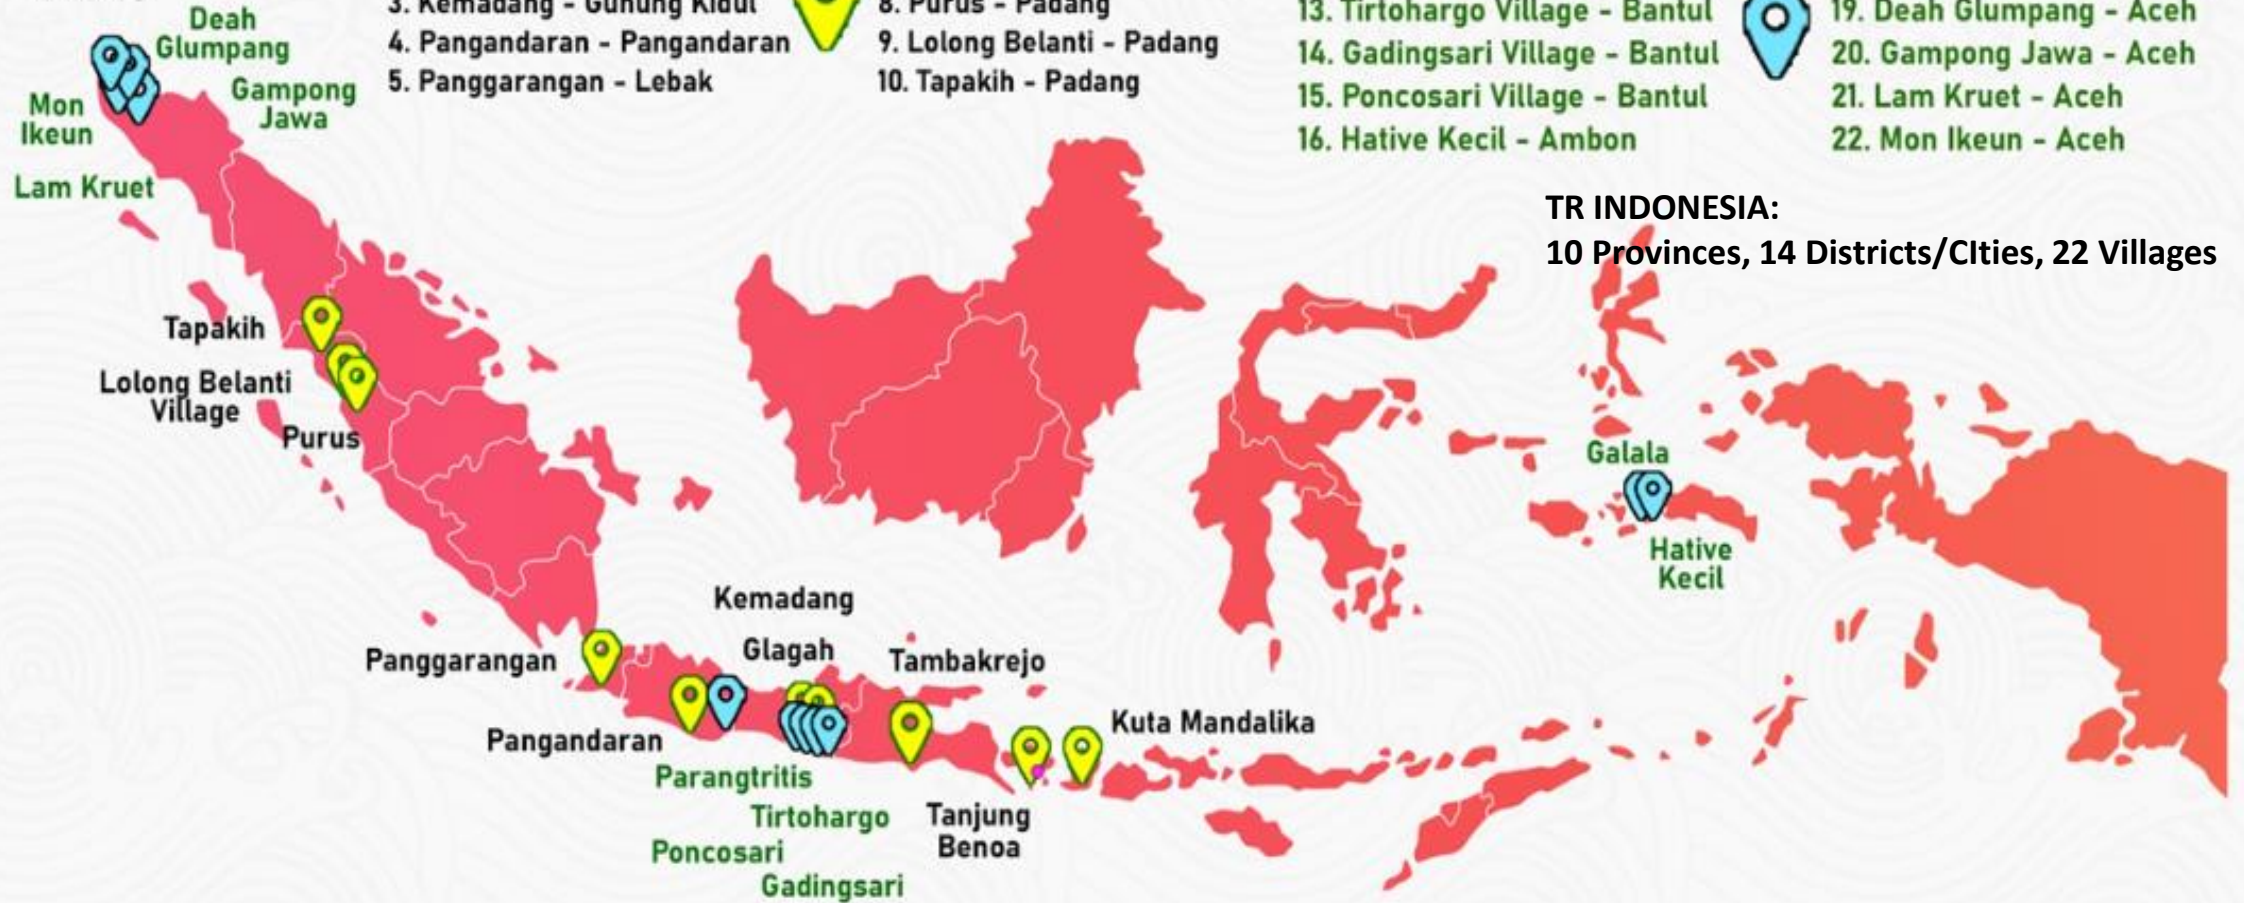 3. Kemadang - Gunung Kidul
4. Pangandaran - Pangandaran
5. Panggarangan - Lebak
8. Purus - Padang
9. Lolong Belanti - Padang
10. Tapakih - Padang
13. Tirtohargo Village - Bantul
14. Gadingsari Village - Bantul
15. Poncosari Village - Bantul
16. Hative Kecil - Ambon
19. Deah Glumpang - Aceh
20. Gampong Jawa - Aceh
21. Lam Kruet - Aceh
22. Mon Ikeun - Aceh
TR INDONESIA:
10 Provinces, 14 Districts/CIties, 22 Villages
Deah
Glumpang
Gampong
Jawa
Mon
Ikeun
Lam Kruet
Tapakih
Lolong Belanti
Village
Purus
Galala
Hative
Kecil
Kemadang
Glagah
Tambakrejo
Panggarangan
Pangandaran
Kuta Mandalika
Parangtritis
Tirtohargo
Poncosari
Gadingsari
Tanjung
Benoa